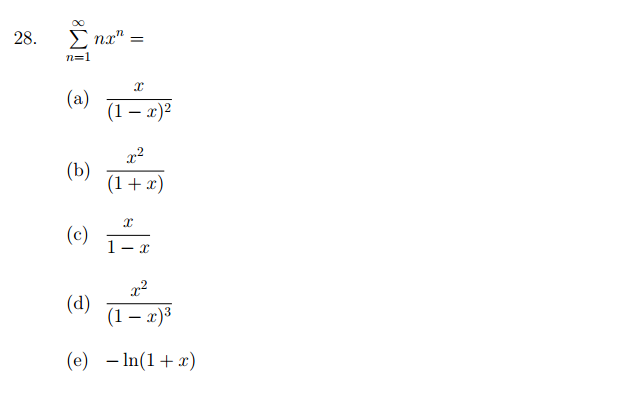 28. $\sum_{n=1}^{\infty} nx^n =$
(a) $\frac{x}{(1-x)^2}$
(b) $\frac{x^2}{(1+x)}$
(c) $\frac{x}{1-x}$
(d) $\frac{x^2}{(1-x)^3}$
(e) $-\ln(1+x)$